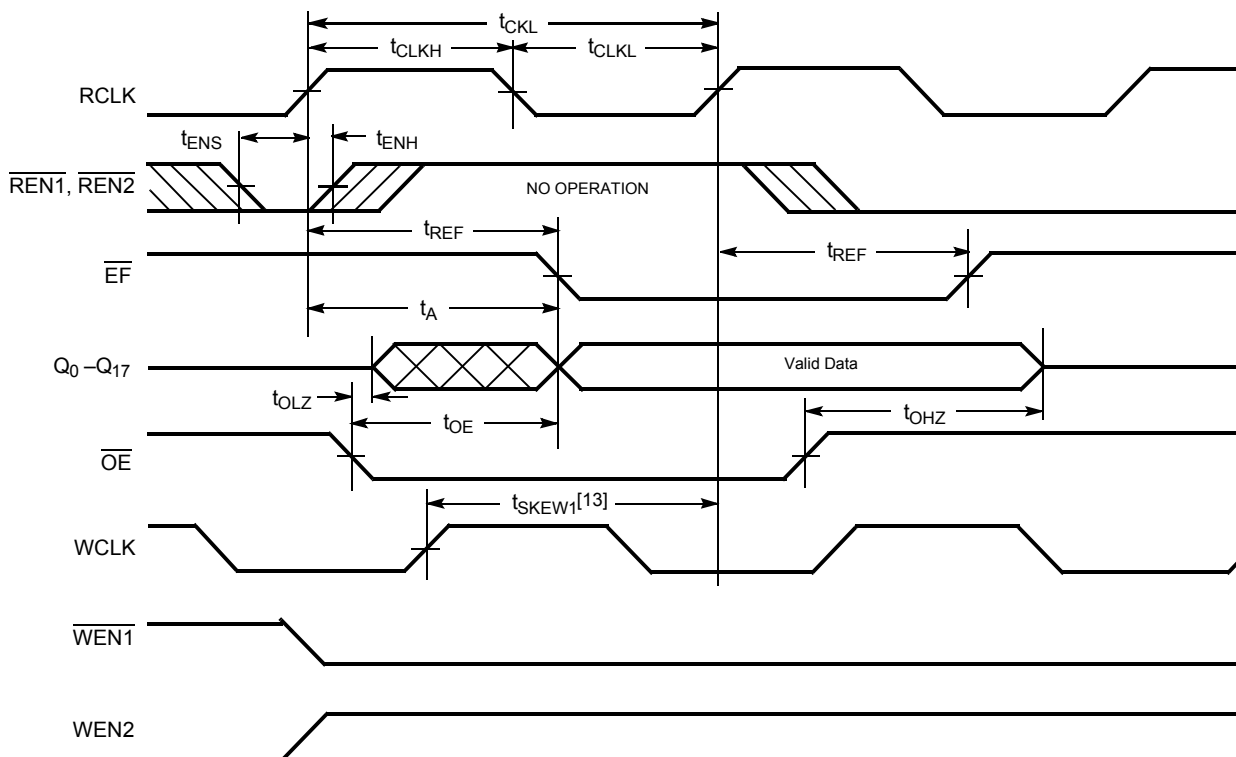 tCKL
tCLKH tCLKL
RCLK
tENS tENH
REN1, REN2
NO OPERATION
tREF
tREF
EF
tA
Q0 –Q17
Valid Data
tOLZ
tOE
tOHZ
OE
tSKEW1[13]
WCLK
WEN1
WEN2